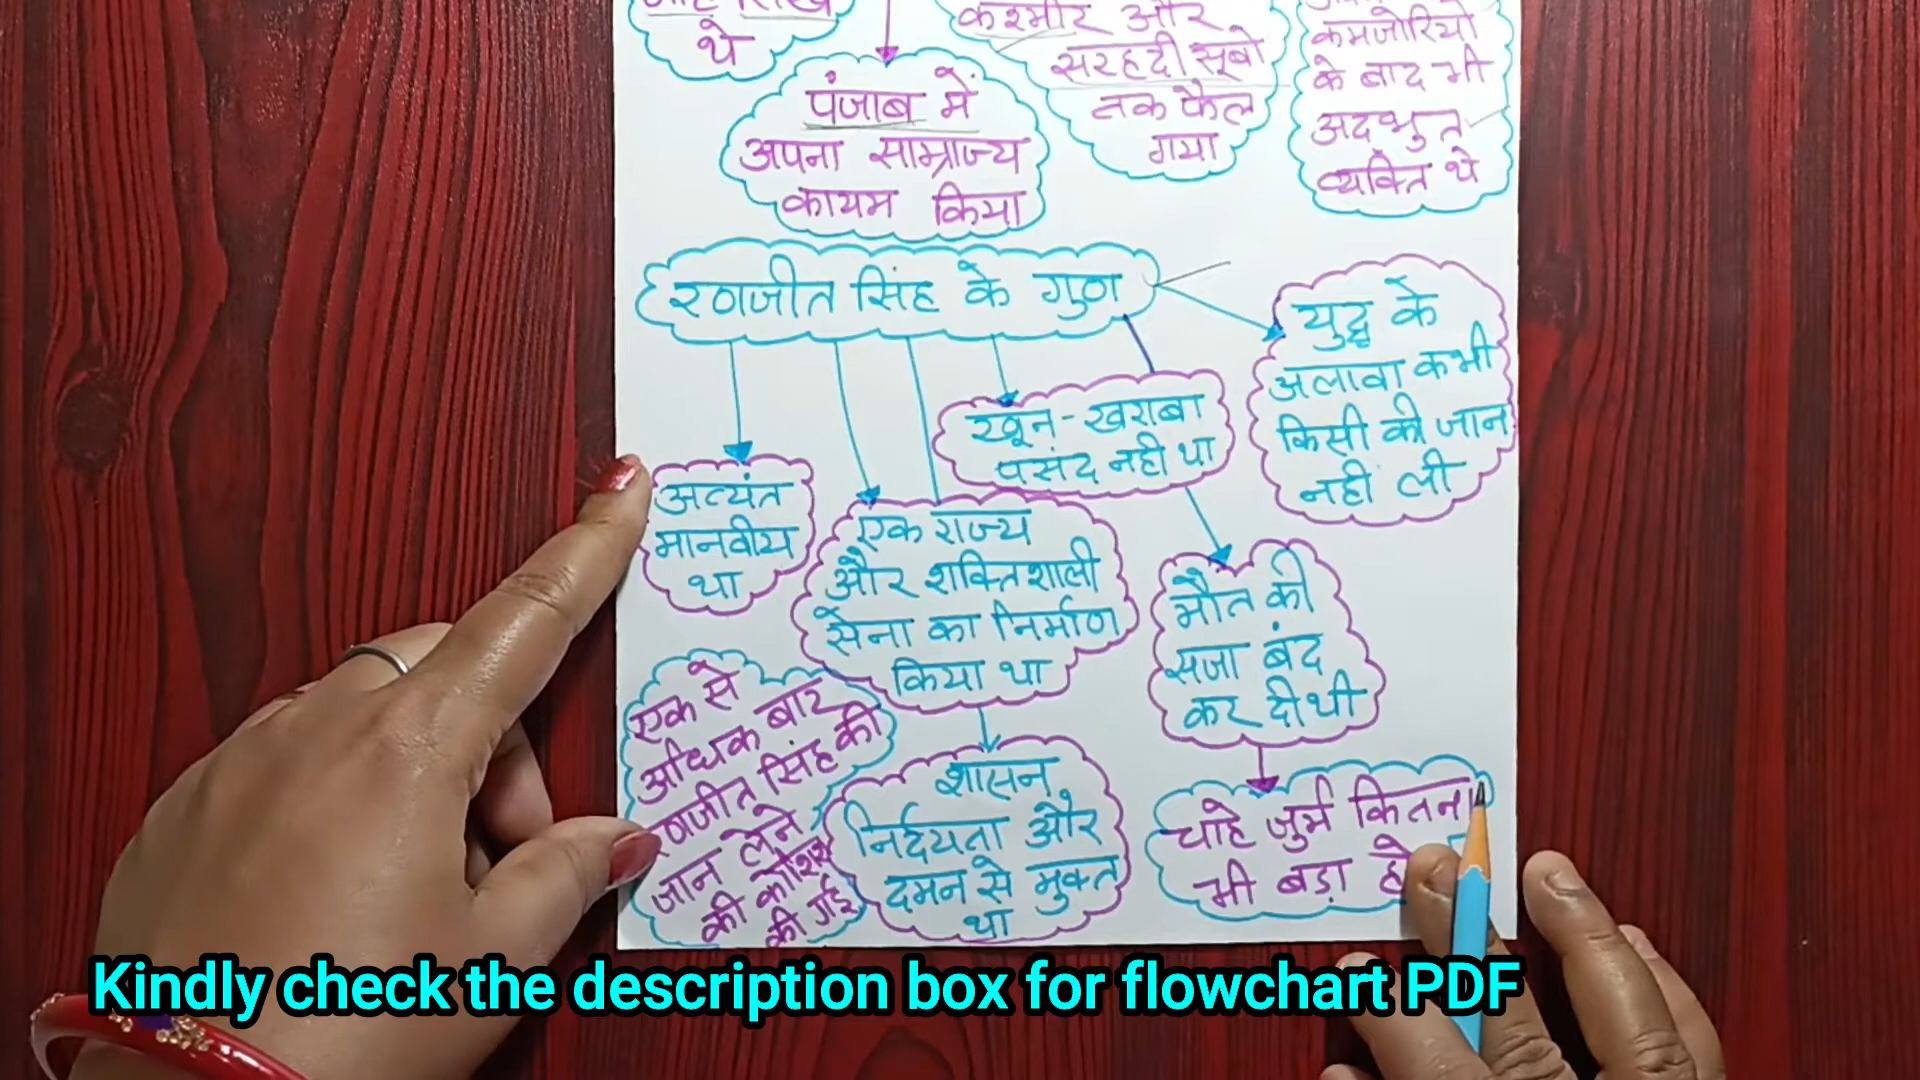 थे
पंजाब में
अपना साम्राज्य
कायम किया
कश्मीर और
सरहदी सूबो
तक फैल
गया
कमजोरियो
के बाद भी
अदभुत
व्यक्ति थे
रणजीत सिंह के गुण
अत्यंत
मानवीय
था
एक राज्य
और शक्तिशाली
सेना का निर्माण
किया था
खून-खराबा
पसंद नही था
युद्ध के
अलावा कभी
किसी की जान
नही ली
मौत की
सजा बंद
कर दी थी
एक से
अधिक बार
रणजीत सिंह की
जान लेने
की कोशिश
की गई
शासन
निर्दयता और
दमन से मुक्त
था
चाहे जुर्म कितना
भी बड़ा हो
Kindly check the description box for flowchart PDF